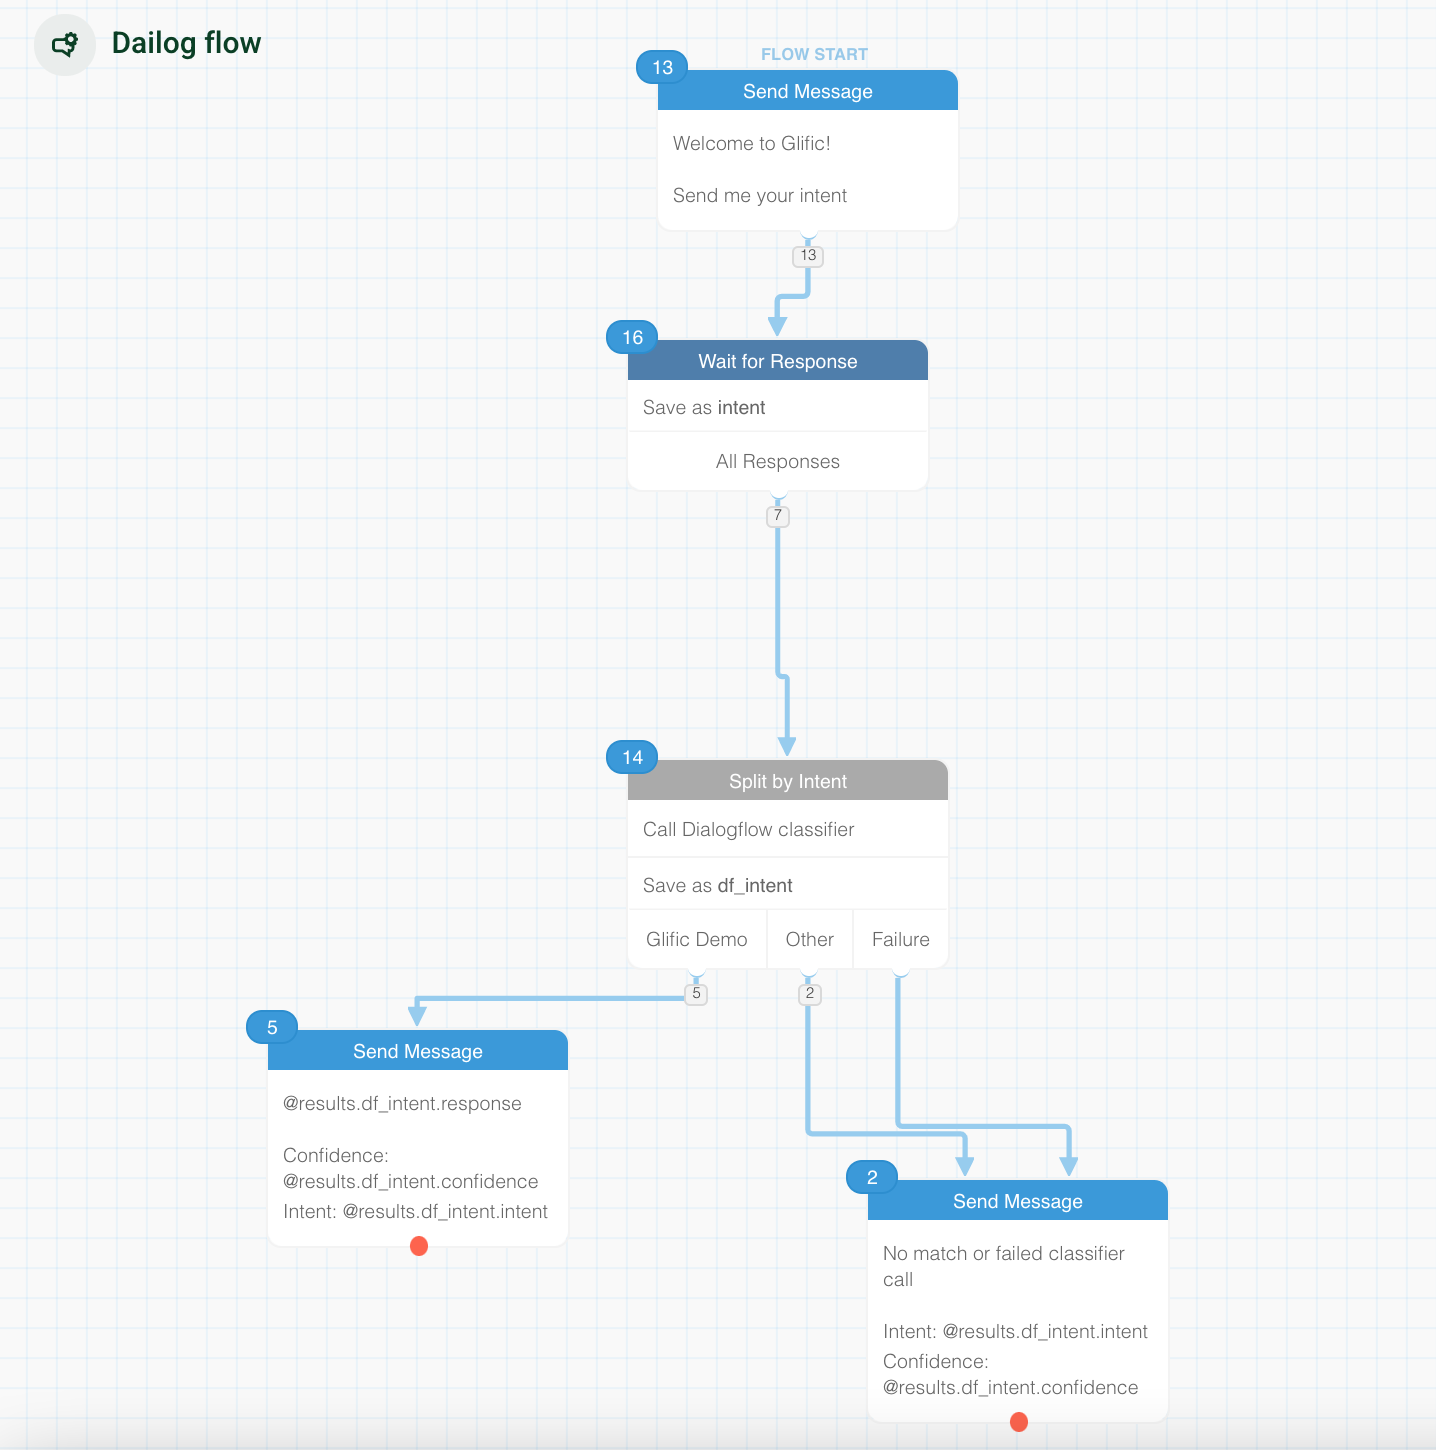 Dailog flow
FLOW START
13
Send Message
Welcome to Glific!
Send me your intent
13
16
Wait for Response
Save as intent
All Responses
7
14
Split by Intent
Call Dialogflow classifier
Save as df_intent
Glific Demo
Other
Failure
5
2
5
Send Message
@results.df_intent.response
Confidence:
@results.df_intent.confidence
Intent: @results.df_intent.intent
2
Send Message
No match or failed classifier
call
Intent: @results.df_intent.intent
Confidence:
@results.df_intent.confidence